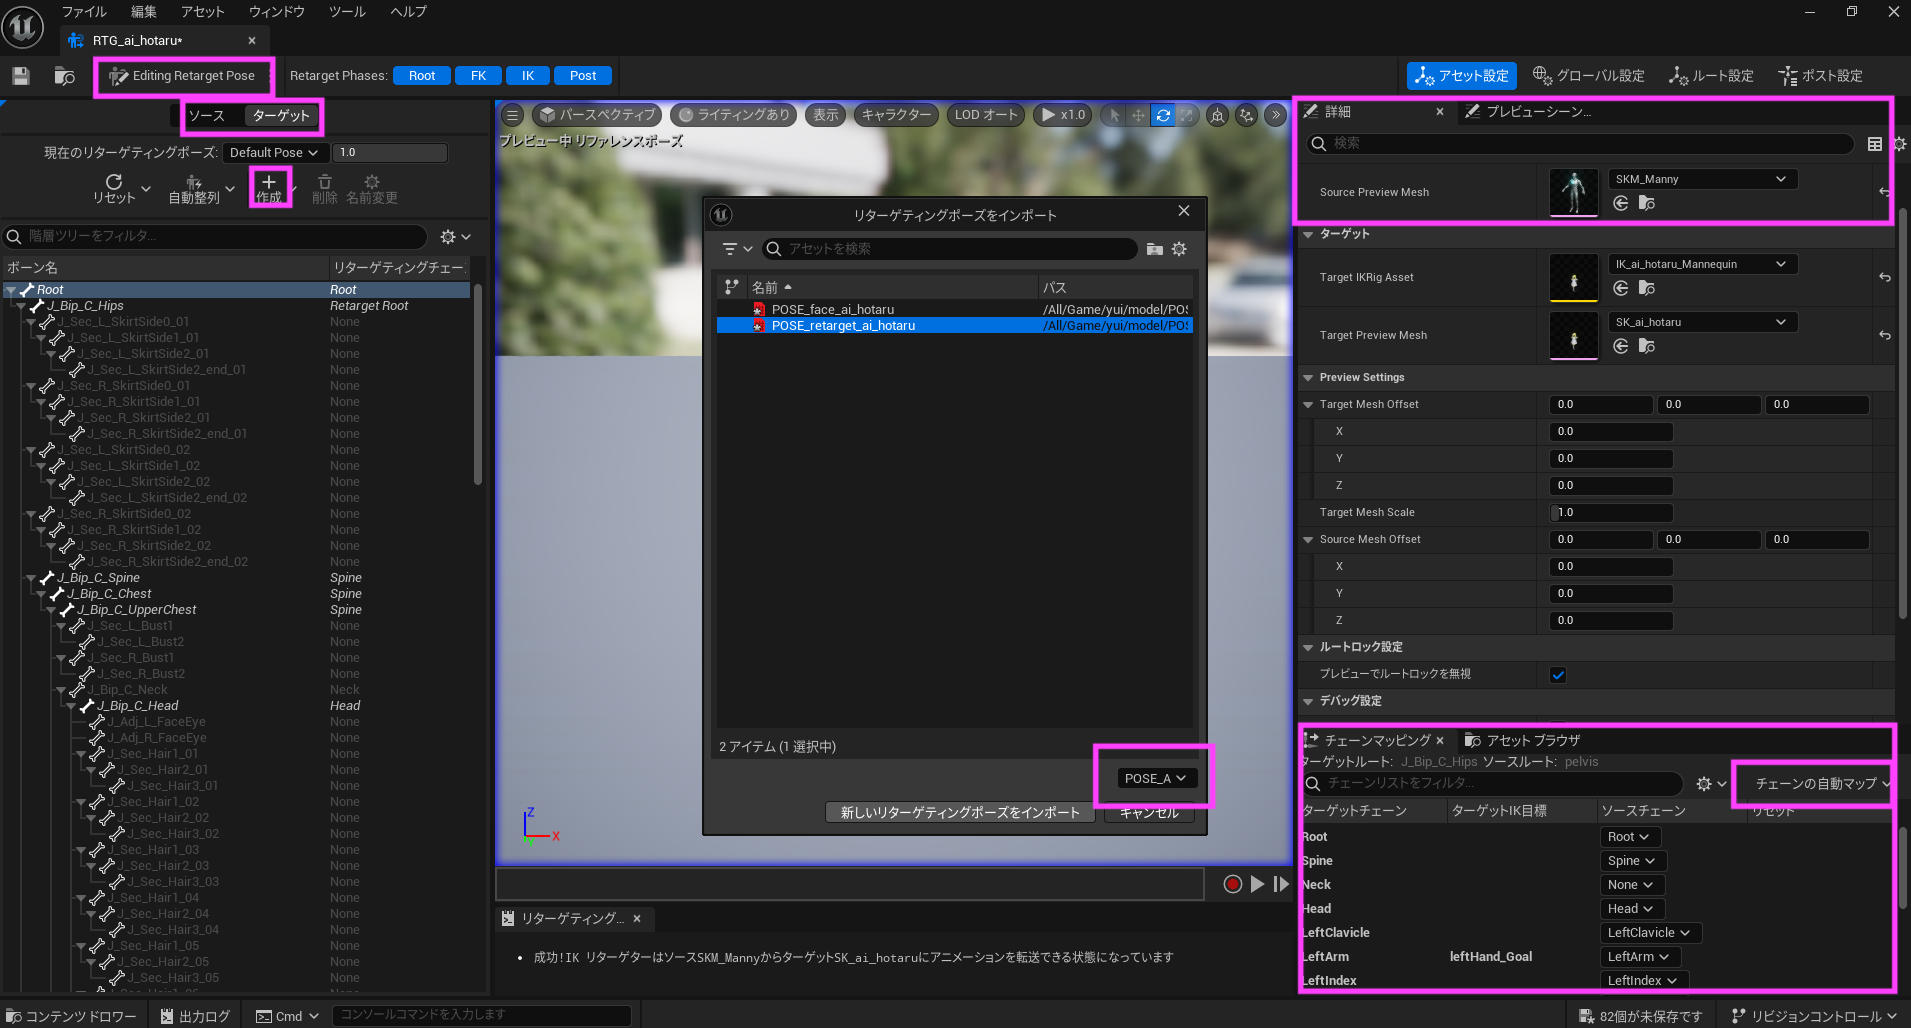 ファイル 編集 アセット ウィンドウ ツール ヘルプ
RTG_ai_hotaru*
Editing Retarget Pose
Retarget Phases: Root FK IK Post
アセット設定 グローバル設定 ルート設定 ポスト設定
ソース ターゲット
現在のリターゲティングポーズ: Default Pose 1.0
リセット 自動整列 作成 削除 名前変更
階層ツリーをフィルタ...
ボーン名 リターゲティングチェー
Root Root
J_Bip_C_Hips Retarget Root
J_Sec_L_SkirtSide0_01 None
J_Sec_L_SkirtSide1_01 None
J_Sec_L_SkirtSide2_01 None
J_Sec_L_SkirtSide2_end_01 None
J_Sec_R_SkirtSide0_01 None
J_Sec_R_SkirtSide1_01 None
J_Sec_R_SkirtSide2_01 None
J_Sec_R_SkirtSide2_end_01 None
J_Sec_L_SkirtSide0_02 None
J_Sec_L_SkirtSide1_02 None
J_Sec_L_SkirtSide2_02 None
J_Sec_L_SkirtSide2_end_02 None
J_Sec_R_SkirtSide0_02 None
J_Sec_R_SkirtSide1_02 None
J_Sec_R_SkirtSide2_02 None
J_Sec_R_SkirtSide2_end_02 None
J_Bip_C_Spine Spine
J_Bip_C_Chest Spine
J_Bip_C_UpperChest Spine
J_Sec_L_Bust1 None
J_Sec_L_Bust2 None
J_Sec_R_Bust1 None
J_Sec_R_Bust2 None
J_Bip_C_Neck Neck
J_Bip_C_Head Head
J_Adj_L_FaceEye None
J_Adj_R_FaceEye None
J_Sec_Hair1_01 None
J_Sec_Hair2_01 None
J_Sec_Hair3_01 None
J_Sec_Hair1_02 None
J_Sec_Hair2_02 None
J_Sec_Hair3_02 None
J_Sec_Hair1_03 None
J_Sec_Hair2_03 None
J_Sec_Hair3_03 None
J_Sec_Hair1_04 None
J_Sec_Hair2_04 None
J_Sec_Hair3_04 None
J_Sec_Hair1_05 None
J_Sec_Hair2_05 None
J_Sec_Hair3_05 None
パースペクティブ ライティングあり 表示 キャラクター LOD オート x1.0
プレビュー中 リファレンスポーズ
リターゲティングポーズをインポート
アセットを検索
名前 パス
POSE_face_ai_hotaru /All/Game/yui/model/POS
POSE_retarget_ai_hotaru /All/Game/yui/model/POS
2 アイテム (1 選択中)
POSE_A
新しいリターゲティングポーズをインポート キャンセル
Z
X
リターゲティング...
成功!IK リターゲターはソースSKM_MannyからターゲットSK_ai_hotaruにアニメーションを転送できる状態になっています
詳細 プレビューシーン...
検索
Source Preview Mesh SKM_Manny
ターゲット
Target IKRig Asset IK_ai_hotaru_Mannequin
Target Preview Mesh SK_ai_hotaru
Preview Settings
Target Mesh Offset 0.0 0.0 0.0
X 0.0
Y 0.0
Z 0.0
Target Mesh Scale 1.0
Source Mesh Offset 0.0 0.0 0.0
X 0.0
Y 0.0
Z 0.0
ルートロック設定
プレビューでルートロックを無視
デバッグ設定
チェーンマッピング アセット ブラウザ
ターゲットルート: J_Bip_C_Hips ソースルート: pelvis
チェーンリストをフィルタ... チェーンの自動マップ
ターゲットチェーン ターゲットIK目標 ソースチェーン リセット
Root Root
Spine Spine
Neck None
Head Head
LeftClavicle LeftClavicle
LeftArm leftHand_Goal LeftArm
LeftIndex LeftIndex
コンテンツ ドロワー 出力ログ Cmd コンソールコマンドを入力します 82個が未保存です リビジョンコントロール